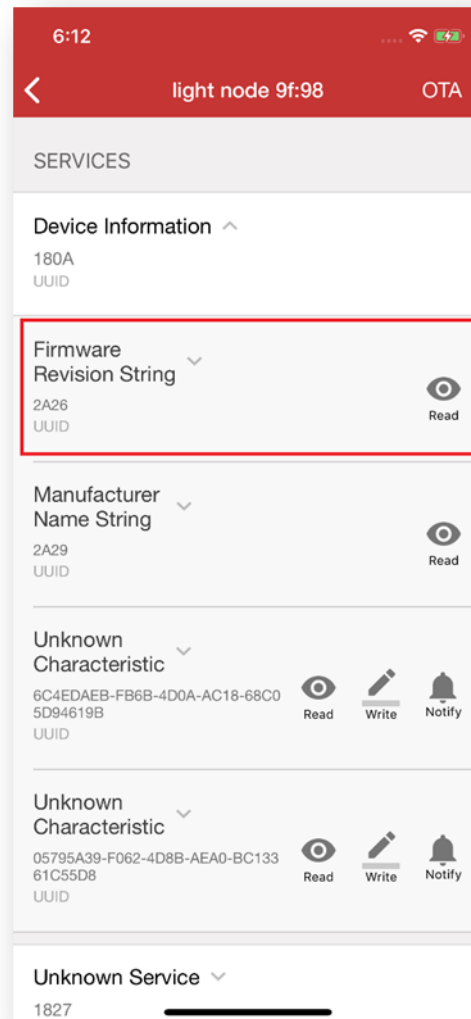 6:12
light node 9f:98
OTA
SERVICES
Device Information
180A
UUID
Firmware
Revision String
2A26
UUID
Read
Manufacturer
Name String
2A29
UUID
Read
Unknown
Characteristic
6C4EDAEB-FB6B-4D0A-AC18-68C0
5D94619B
UUID
Read
Write
Notify
Unknown
Characteristic
05795A39-F062-4D8B-AEA0-BC133
61C55D8
UUID
Read
Write
Notify
Unknown Service
1827